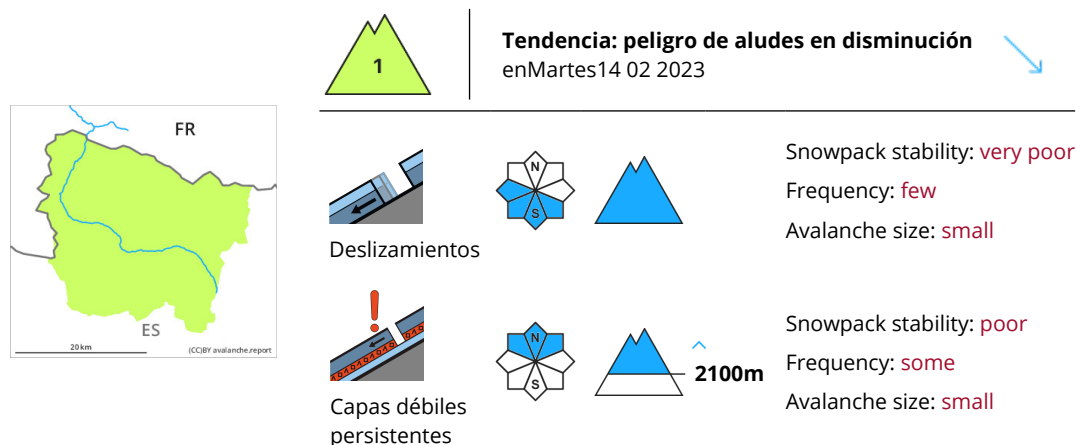 1
Tendencia: peligro de aludes en disminución
enMartes14 02 2023
FR
ES
20 km
(CC)BY avalanche.report
N
S
Deslizamientos
Snowpack stability: very poor
Frequency: few
Avalanche size: small
N
S
2100m
Capas débiles
persistentes
Snowpack stability: poor
Frequency: some
Avalanche size: small